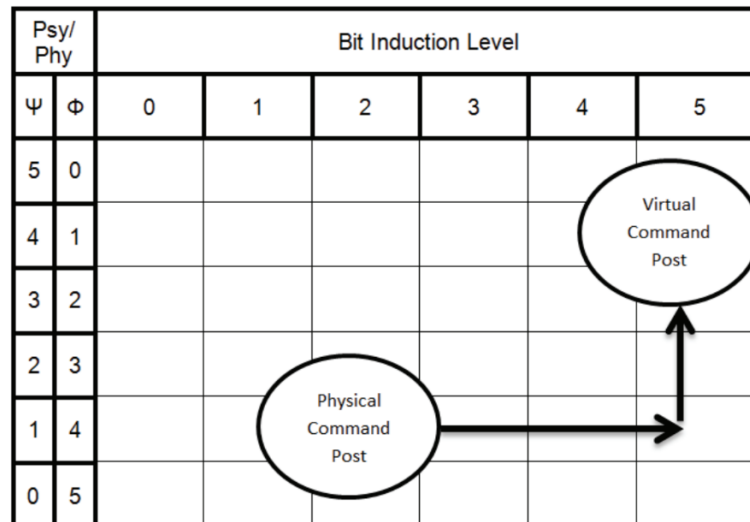 Psy/
Phy
Bit Induction Level
Ψ Φ 0 1 2 3 4 5
5 0
4 1
3 2
2 3
1 4
0 5
Virtual
Command
Post
Physical
Command
Post